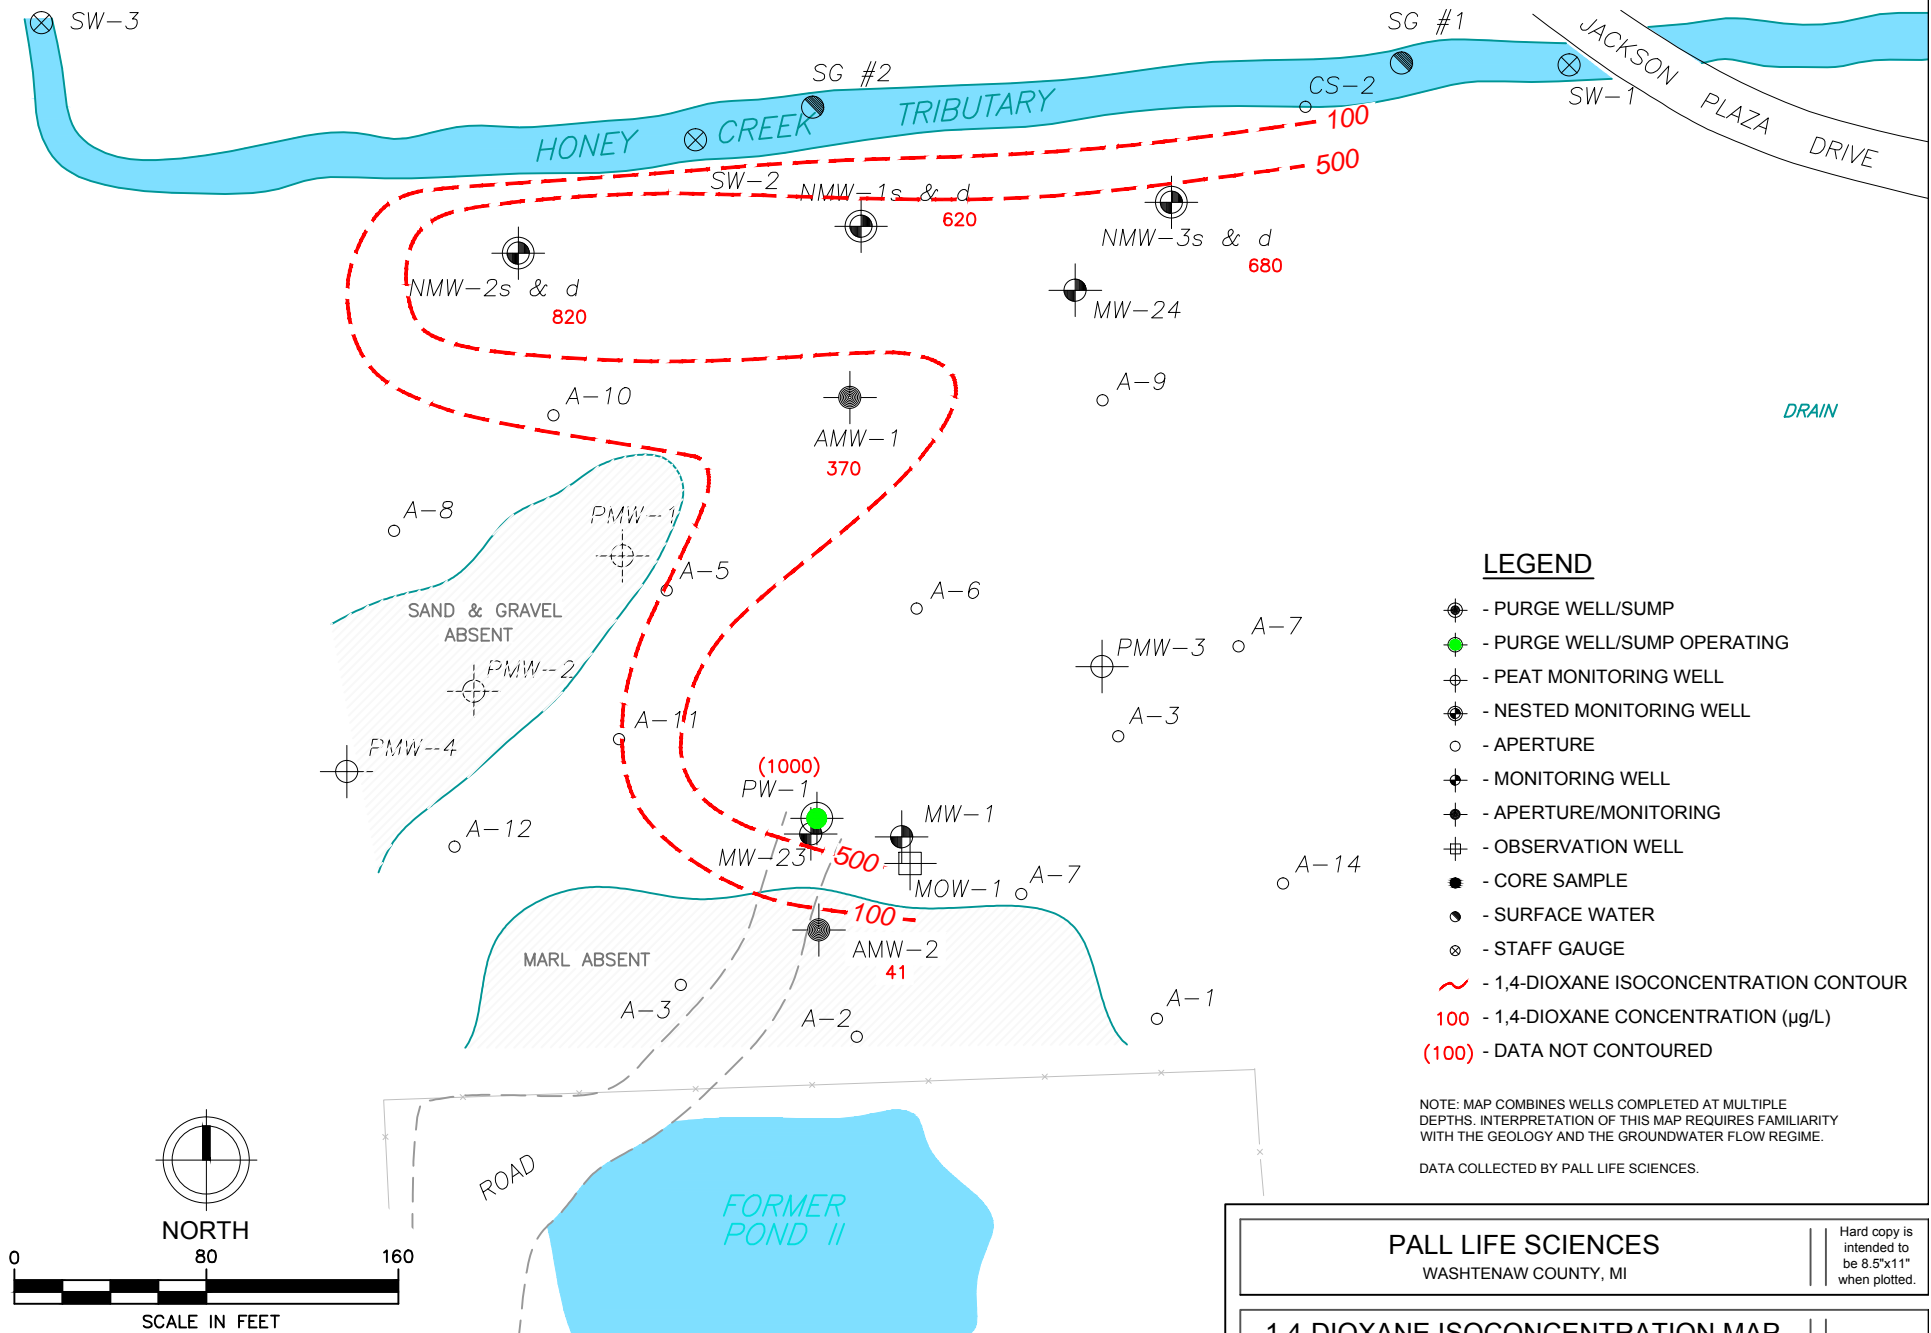 SW-3
SG #1
JACKSON
PLAZA
DRIVE
SG #2
CS-2
SW-1
HONEY CREEK TRIBUTARY
100
500
SW-2
NMW-1s & d
620
NMW-3s & d
680
NMW-2s & d
820
MW-24
A-10
A-9
DRAIN
AMW-1
370
A-8
PMW-1
A-5
A-6
SAND & GRAVEL
ABSENT
PMW-2
PMW-3
A-7
A-11
A-3
PMW-4
(1000)
PW-1
MW-1
A-12
MW-23
500
MOW-1
A-7
A-14
100
AMW-2
41
MARL ABSENT
A-3
A-2
A-1
LEGEND
- PURGE WELL/SUMP
- PURGE WELL/SUMP OPERATING
- PEAT MONITORING WELL
- NESTED MONITORING WELL
- APERTURE
- MONITORING WELL
- APERTURE/MONITORING
- OBSERVATION WELL
- CORE SAMPLE
- SURFACE WATER
- STAFF GAUGE
- 1,4-DIOXANE ISOCONCENTRATION CONTOUR
100 - 1,4-DIOXANE CONCENTRATION (µg/L)
(100) - DATA NOT CONTOURED
NOTE: MAP COMBINES WELLS COMPLETED AT MULTIPLE
DEPTHS. INTERPRETATION OF THIS MAP REQUIRES FAMILIARITY
WITH THE GEOLOGY AND THE GROUNDWATER FLOW REGIME.
DATA COLLECTED BY PALL LIFE SCIENCES.
ROAD
FORMER
POND II
NORTH
0 80 160
SCALE IN FEET
PALL LIFE SCIENCES
WASHTENAW COUNTY, MI
Hard copy is
intended to
be 8.5"x11"
when plotted.
1,4-DIOXANE ISOCONCENTRATION MAP